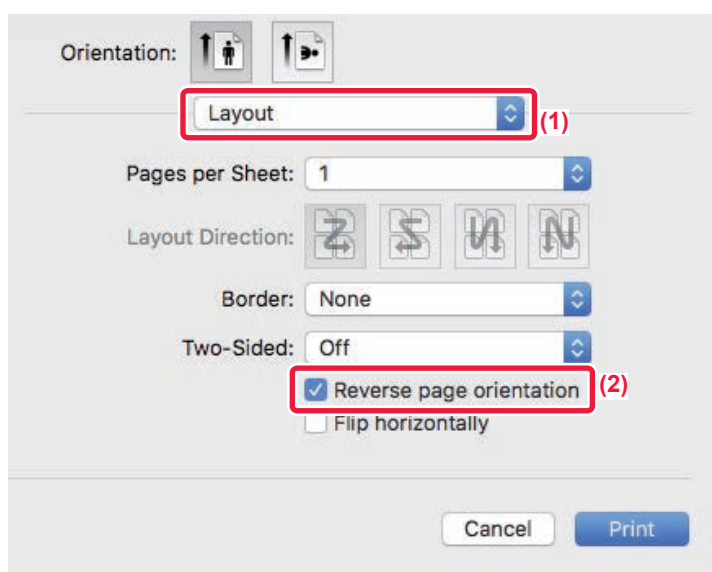 Orientation:
Layout (1)
Pages per Sheet: 1
Layout Direction:
Border: None
Two-Sided: Off
Reverse page orientation (2)
Flip horizontally
Cancel Print